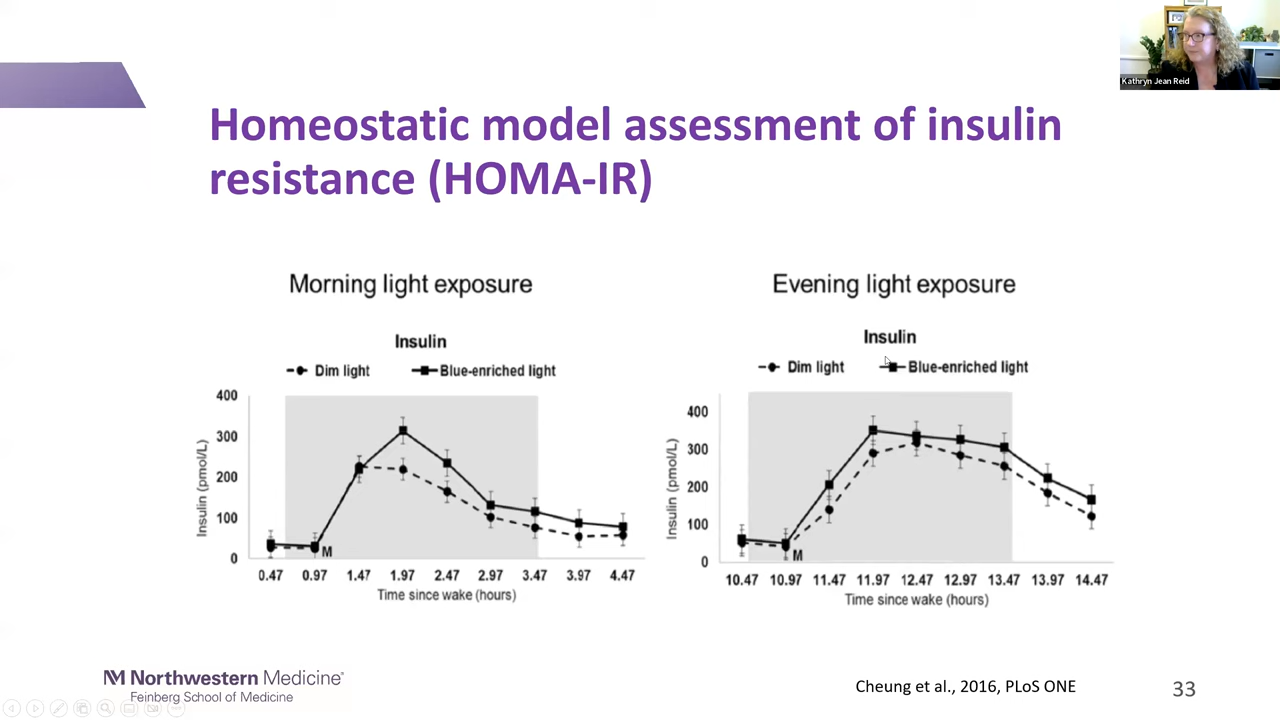 Kathryn Jean Reid
Homeostatic model assessment of insulin
resistance (HOMA-IR)
Morning light exposure
Insulin
Dim light Blue-enriched light
Insulin (pmol/L)
400
300
200
100
0
M
0.47 0.97 1.47 1.97 2.47 2.97 3.47 3.97 4.47
Time since wake (hours)
Evening light exposure
Insulin
Dim light Blue-enriched light
Insulin (pmol/L)
400
300
200
100
0
M
10.47 10.97 11.47 11.97 12.47 12.97 13.47 13.97 14.47
Time since wake (hours)
NM Northwestern Medicine®
Feinberg School of Medicine
Cheung et al., 2016, PLoS ONE
33